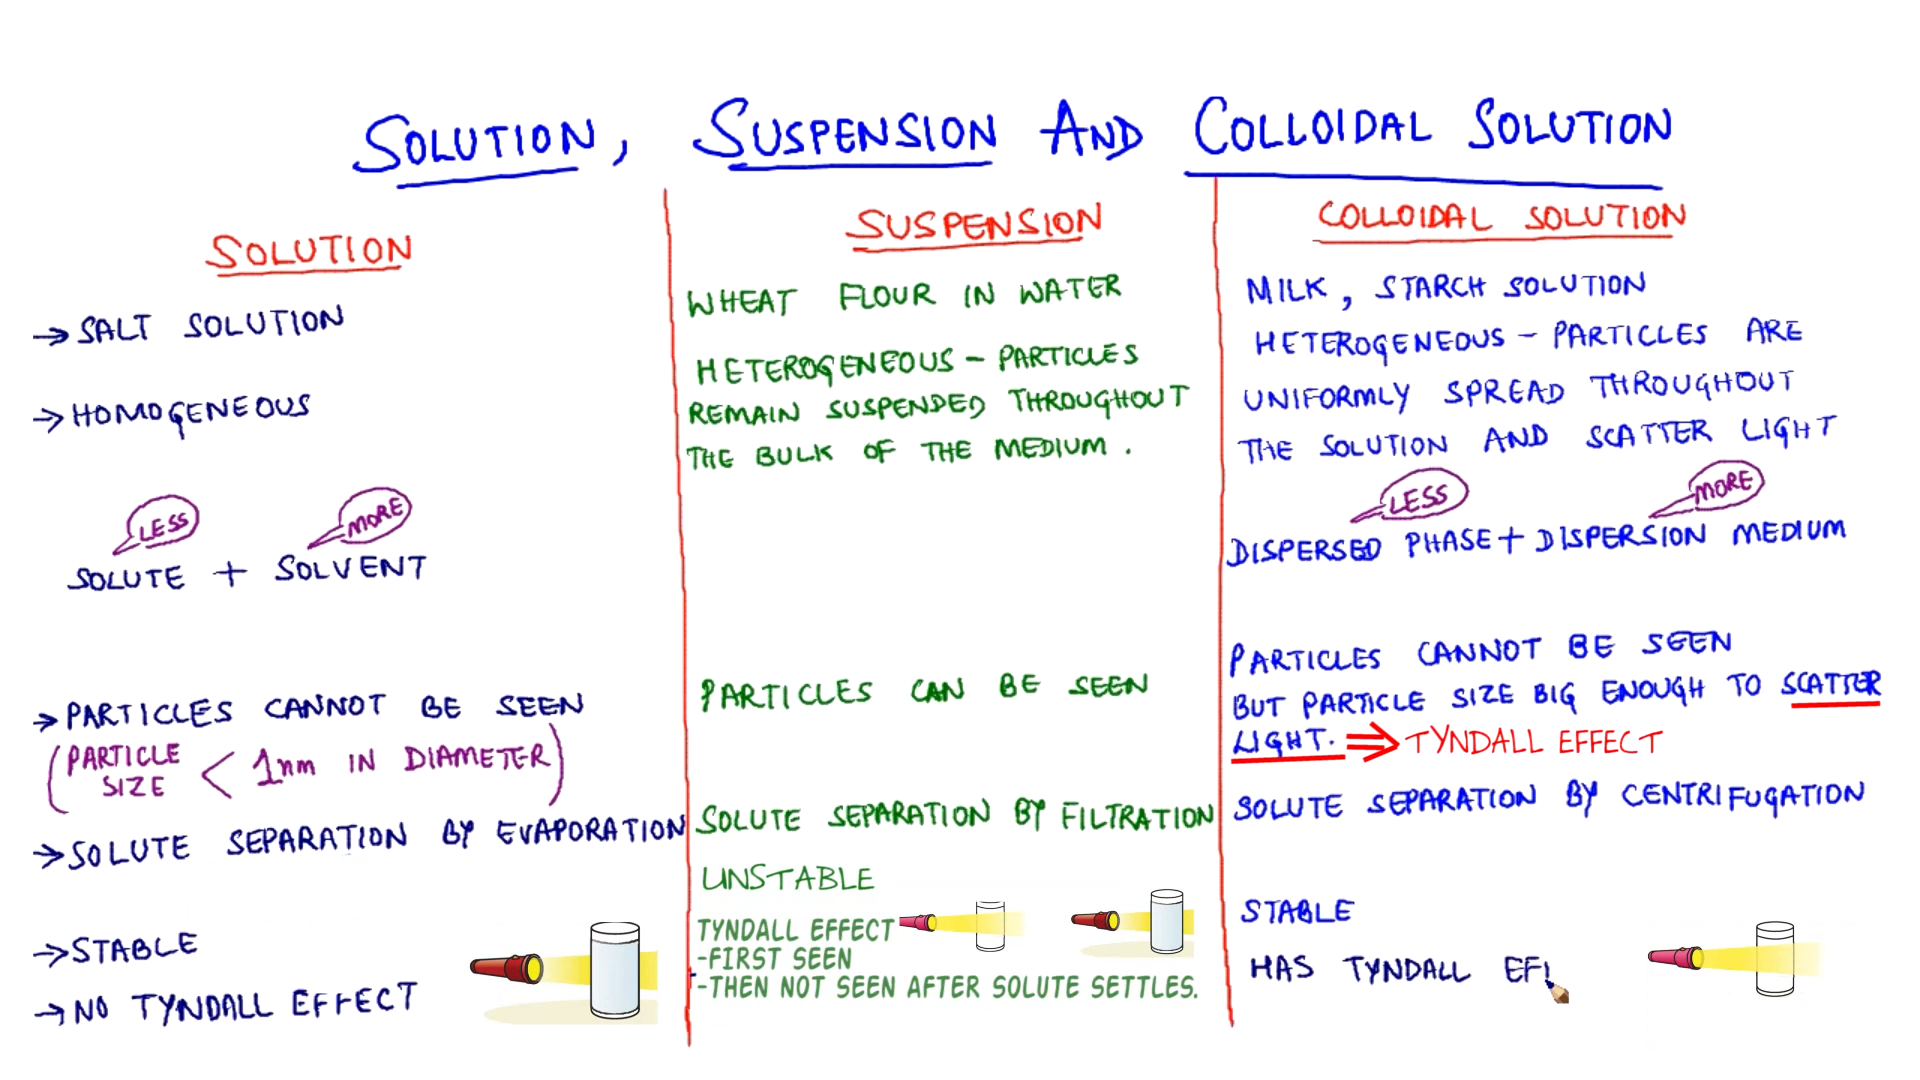 SOLUTION, SUSPENSION AND COLLOIDAL SOLUTION
SOLUTION
→ SALT SOLUTION
→ HOMOGENEOUS
LESS
MORE
SOLUTE + SOLVENT
→ PARTICLES CANNOT BE SEEN
(PARTICLE SIZE < 1nm IN DIAMETER)
→ SOLUTE SEPARATION BY EVAPORATION
→ STABLE
→ NO TYNDALL EFFECT
SUSPENSION
WHEAT FLOUR IN WATER
HETEROGENEOUS - PARTICLES
REMAIN SUSPENDED THROUGHOUT
THE BULK OF THE MEDIUM.
PARTICLES CAN BE SEEN
SOLUTE SEPARATION BY FILTRATION
UNSTABLE
TYNDALL EFFECT
-FIRST SEEN
-THEN NOT SEEN AFTER SOLUTE SETTLES.
COLLOIDAL SOLUTION
MILK, STARCH SOLUTION
HETEROGENEOUS - PARTICLES ARE
UNIFORMLY SPREAD THROUGHOUT
THE SOLUTION AND SCATTER LIGHT
LESS
MORE
DISPERSED PHASE + DISPERSION MEDIUM
PARTICLES CANNOT BE SEEN
BUT PARTICLE SIZE BIG ENOUGH TO SCATTER
LIGHT. ⇒ TYNDALL EFFECT
SOLUTE SEPARATION BY CENTRIFUGATION
STABLE
HAS TYNDALL EF